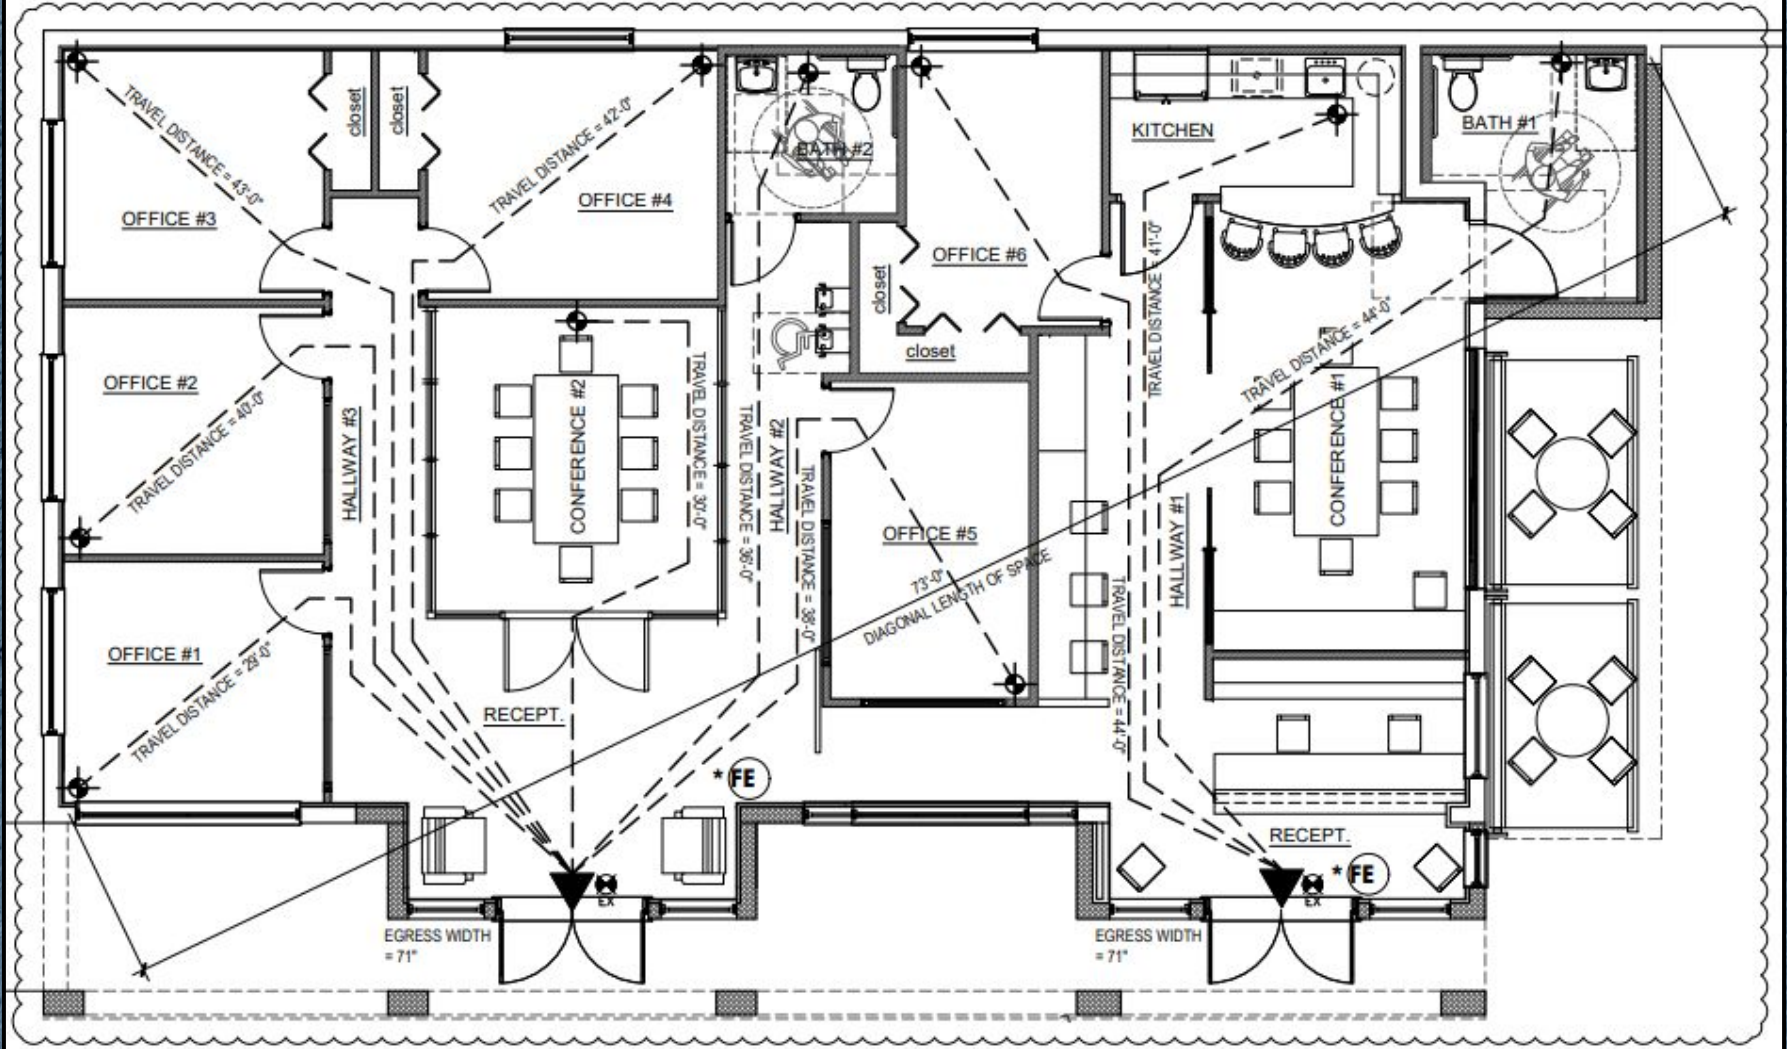 TRAVEL DISTANCE = 43'-0"
OFFICE #3
closet
closet
TRAVEL DISTANCE = 42'-0"
OFFICE #4
BATH #2
OFFICE #6
closet
closet
KITCHEN
BATH #1
TRAVEL DISTANCE = 41'-0"
TRAVEL DISTANCE = 44'-0"
OFFICE #2
TRAVEL DISTANCE = 40'-0"
HALLWAY #3
CONFERENCE #2
TRAVEL DISTANCE = 30'-0"
TRAVEL DISTANCE = 36'-0"
HALLWAY #2
TRAVEL DISTANCE = 38'-0"
OFFICE #5
73'-0"
DIAGONAL LENGTH OF SPACE
TRAVEL DISTANCE = 44'-0"
HALLWAY #1
CONFERENCE #1
OFFICE #1
TRAVEL DISTANCE = 29'-0"
RECEPT.
* FE
RECEPT.
* FE
EX
EX
EGRESS WIDTH
= 71"
EGRESS WIDTH
= 71"